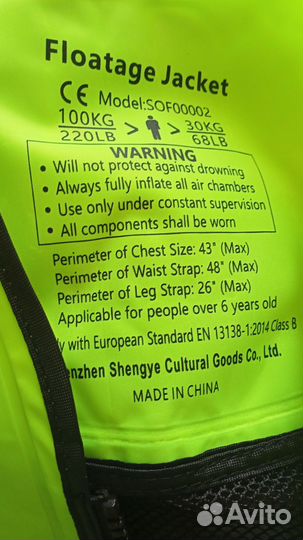 Floatage Jacket
CE Model:SOF00002
100KG > > 30KG
220LB 68LB
WARNING
• Will not protect against drowning
• Always fully inflate all air chambers
• Use only under constant supervision
• All components shall be worn
Perimeter of Chest Size: 43" (Max)
Perimeter of Waist Strap: 48" (Max)
Perimeter of Leg Strap: 26" (Max)
Applicable for people over 6 years old
with European Standard EN 13138-1:2014 Class B
Shengye Cultural Goods Co., Ltd.
MADE IN CHINA
Avito